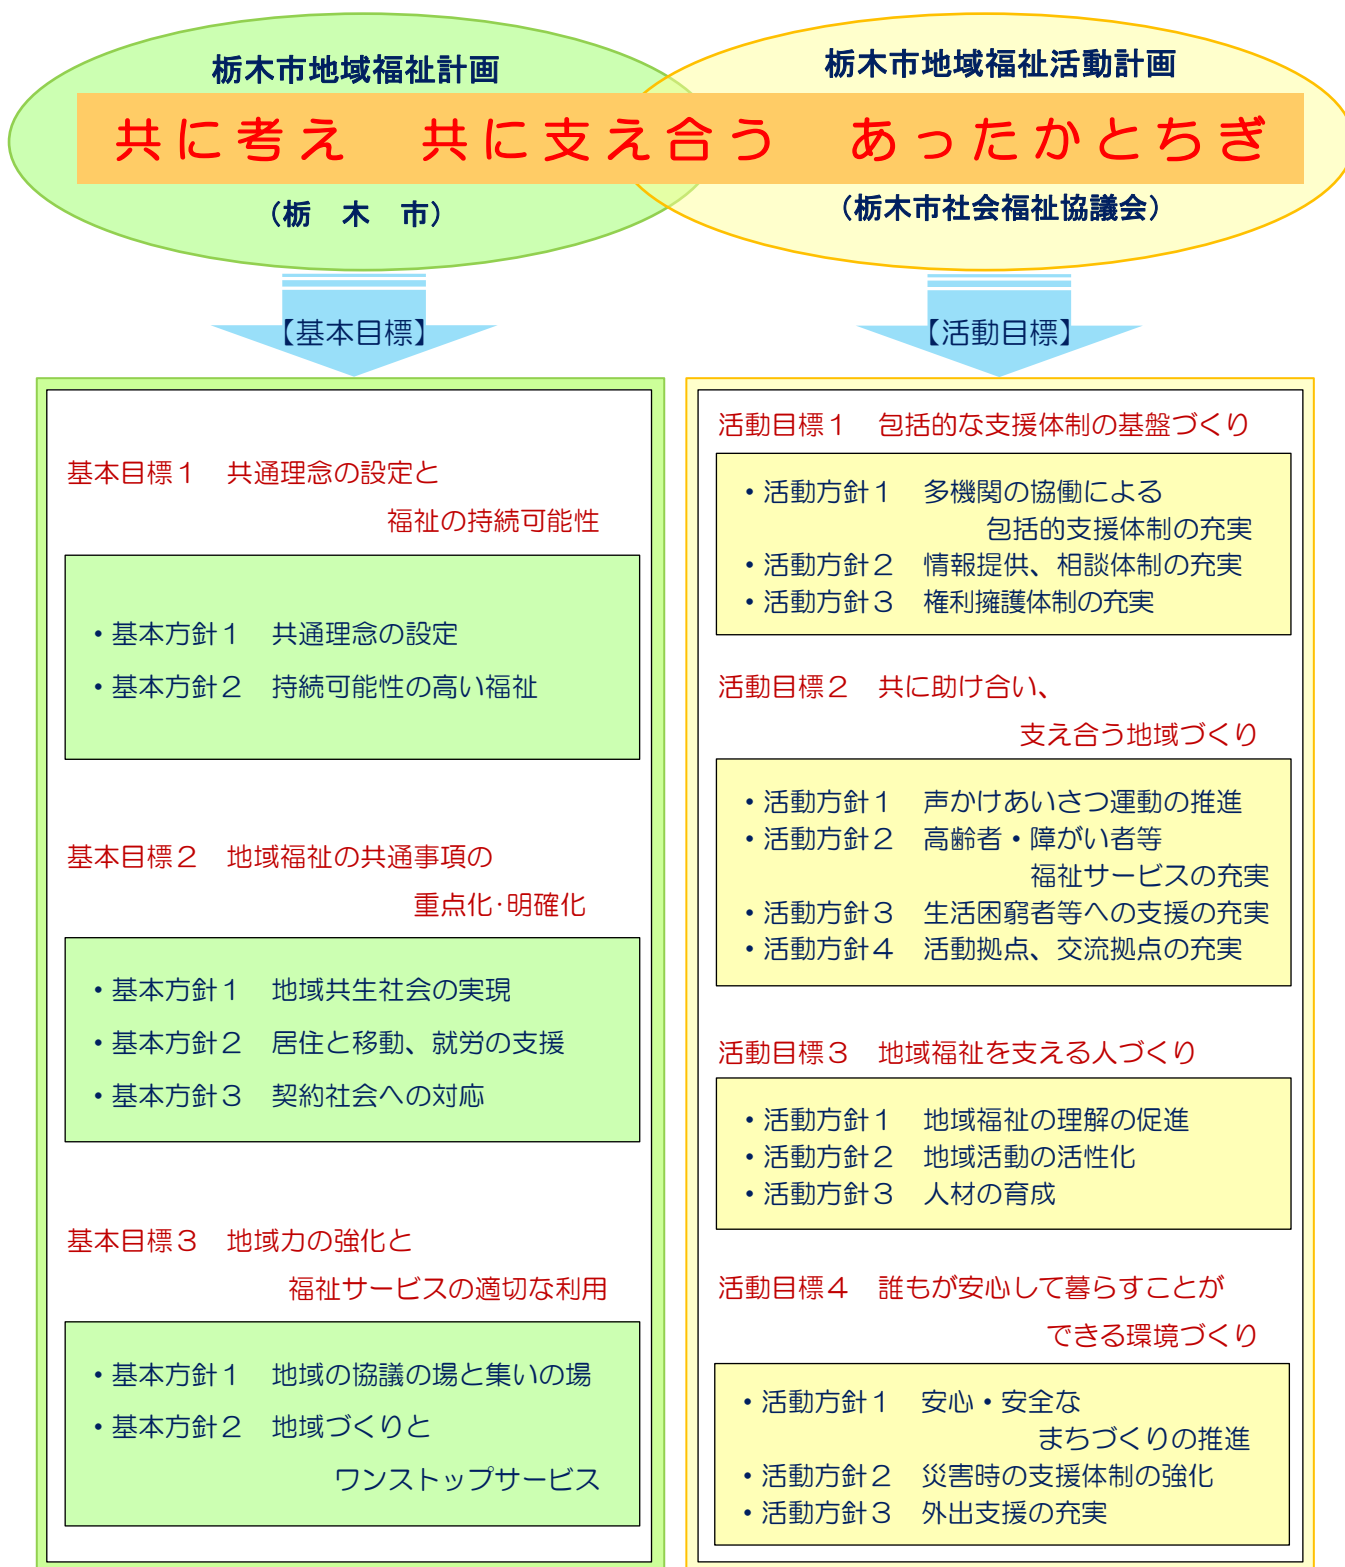 栃木市地域福祉計画
栃木市地域福祉活動計画
共に考え　共に支え合う　あったかとちぎ
（栃　木　市）
（栃木市社会福祉協議会）
【基本目標】
基本目標１　共通理念の設定と
福祉の持続可能性
・基本方針１　共通理念の設定
・基本方針２　持続可能性の高い福祉
基本目標２　地域福祉の共通事項の
重点化･明確化
・基本方針１　地域共生社会の実現
・基本方針２　居住と移動、就労の支援
・基本方針３　契約社会への対応
基本目標３　地域力の強化と
福祉サービスの適切な利用
・基本方針１　地域の協議の場と集いの場
・基本方針２　地域づくりと
ワンストップサービス
【活動目標】
活動目標１　包括的な支援体制の基盤づくり
・活動方針１　多機関の協働による
包括的支援体制の充実
・活動方針２　情報提供、相談体制の充実
・活動方針３　権利擁護体制の充実
活動目標２　共に助け合い、
支え合う地域づくり
・活動方針１　声かけあいさつ運動の推進
・活動方針２　高齢者・障がい者等
福祉サービスの充実
・活動方針３　生活困窮者等への支援の充実
・活動方針４　活動拠点、交流拠点の充実
活動目標３　地域福祉を支える人づくり
・活動方針１　地域福祉の理解の促進
・活動方針２　地域活動の活性化
・活動方針３　人材の育成
活動目標４　誰もが安心して暮らすことが
できる環境づくり
・活動方針１　安心・安全な
まちづくりの推進
・活動方針２　災害時の支援体制の強化
・活動方針３　外出支援の充実